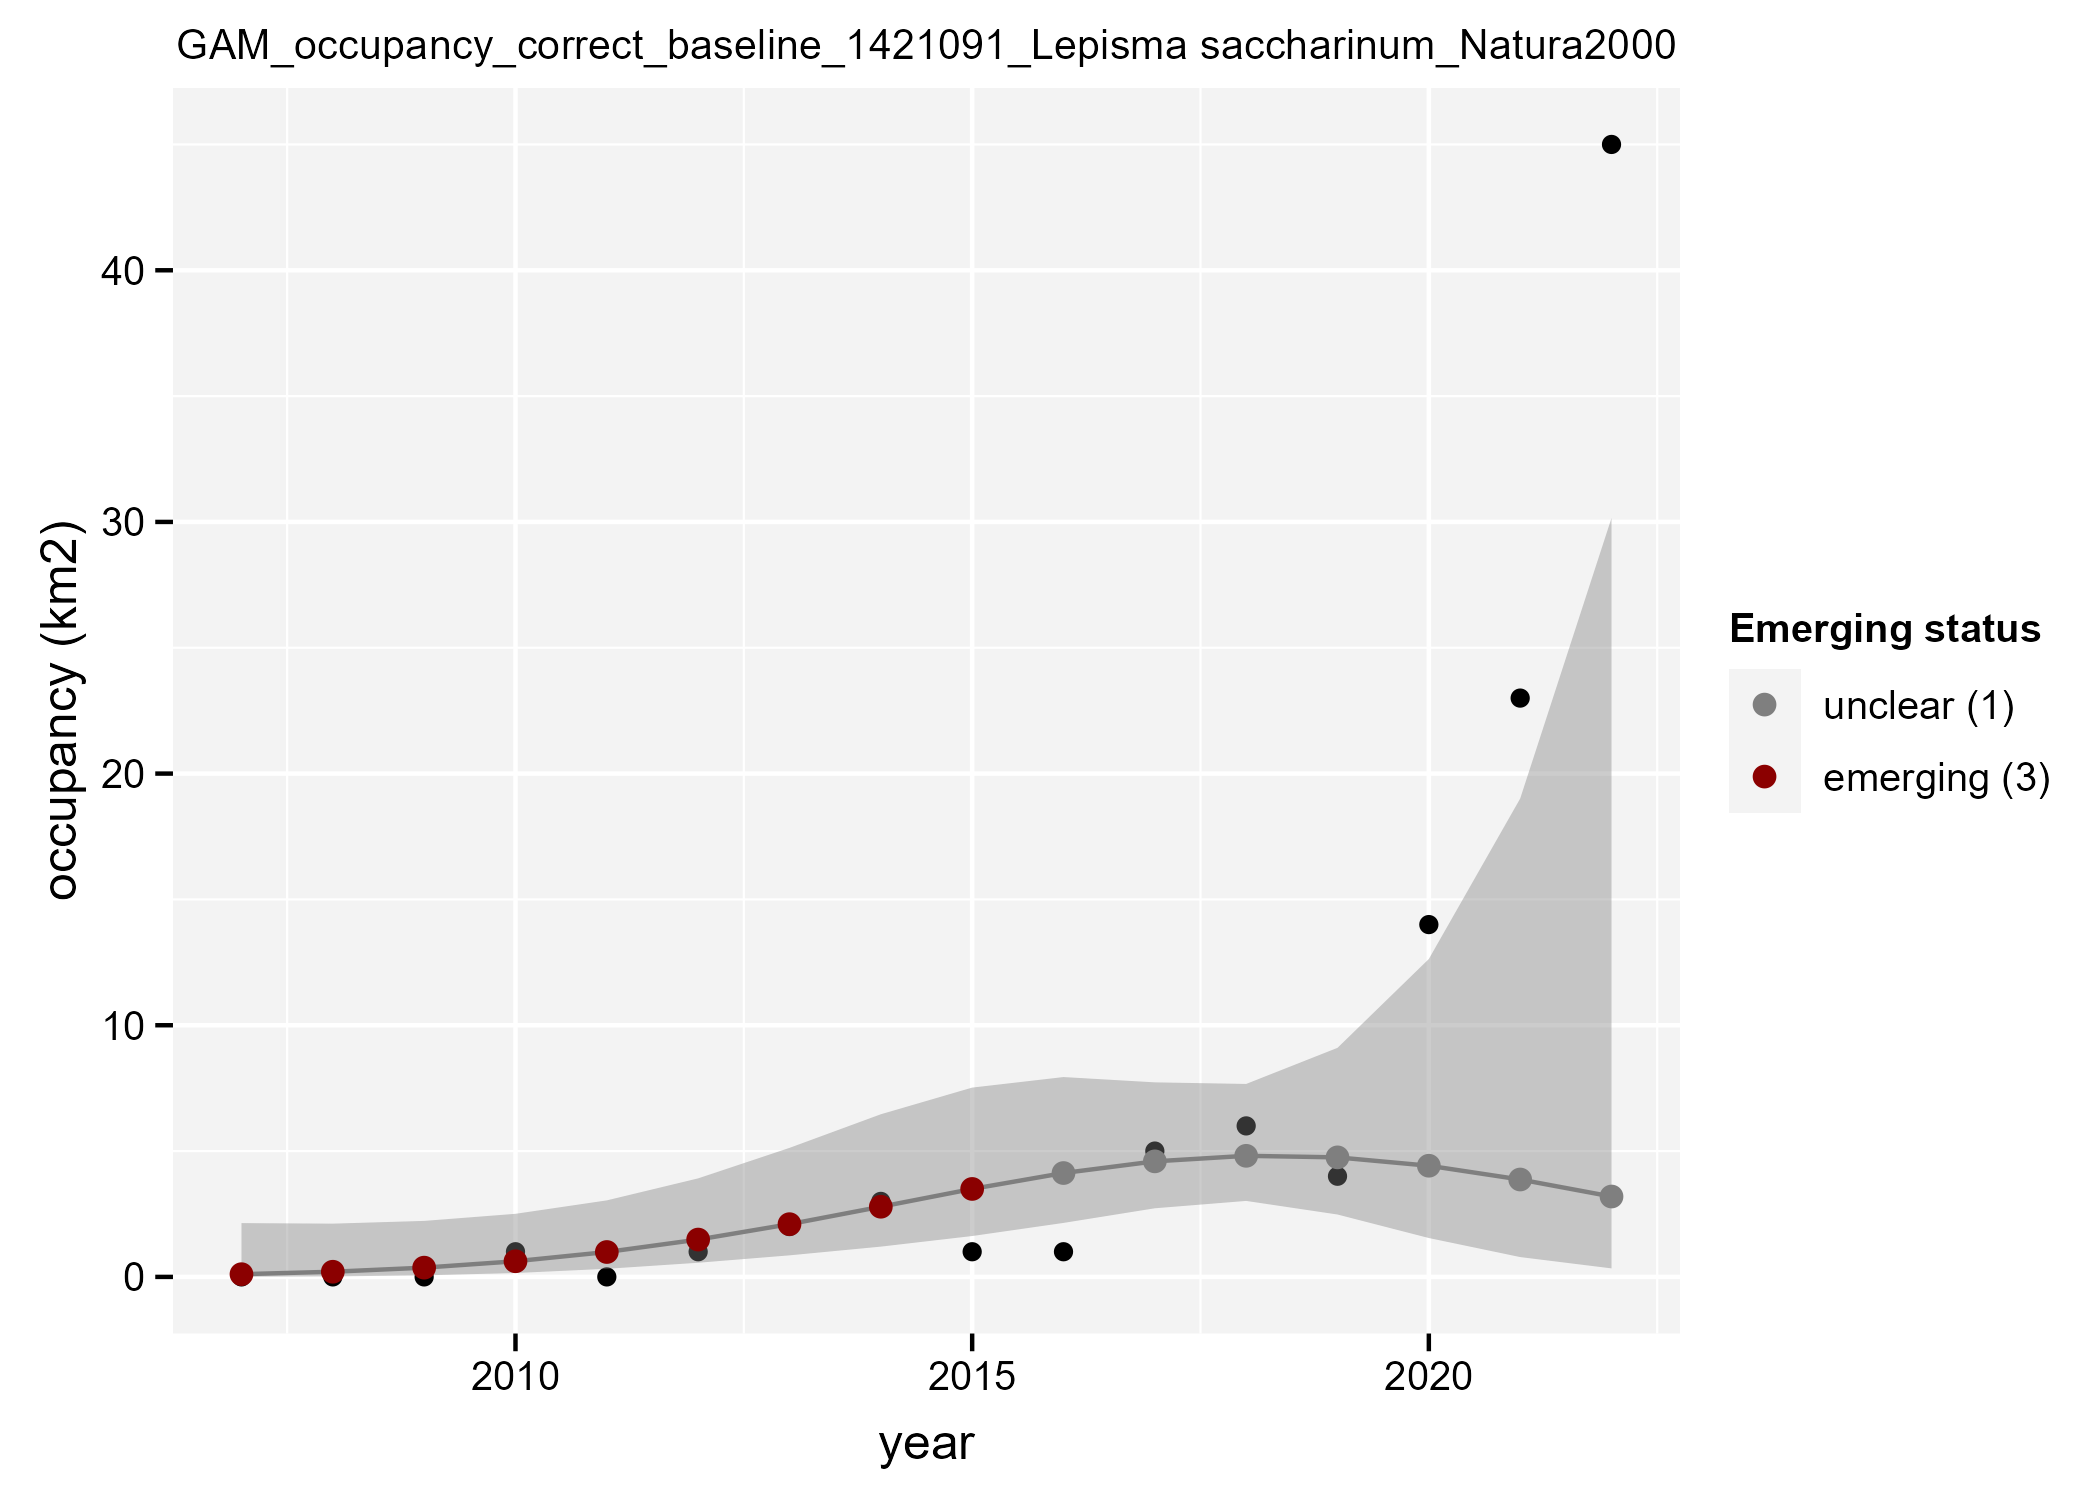 GAM_occupancy_correct_baseline_1421091_Lepisma saccharinum_Natura2000
occupancy (km2)
40
30
20
10
0
2010
2015
2020
year
Emerging status
unclear (1)
emerging (3)